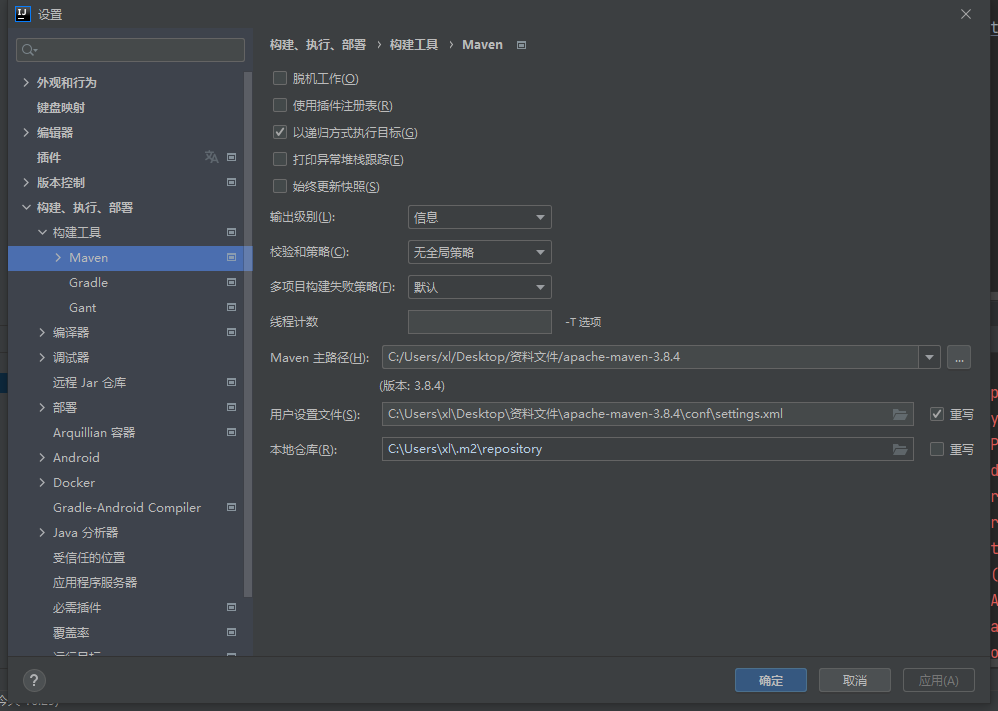 设置
外观和行为
键盘映射
编辑器
插件
版本控制
构建、执行、部署
构建工具
Maven
Gradle
Gant
编译器
调试器
远程 Jar 仓库
部署
Arquillian 容器
Android
Docker
Gradle-Android Compiler
Java 分析器
受信任的位置
应用程序服务器
必需插件
覆盖率
构建、执行、部署 › 构建工具 › Maven
脱机工作(O)
使用插件注册表(R)
以递归方式执行目标(G)
打印异常堆栈跟踪(E)
始终更新快照(S)
输出级别(L): 信息
校验和策略(C): 无全局策略
多项目构建失败策略(F): 默认
线程计数 -T 选项
Maven 主路径(H): C:/Users/xl/Desktop/资料文件/apache-maven-3.8.4 ...
(版本: 3.8.4)
用户设置文件(S): C:\Users\xl\Desktop\资料文件\apache-maven-3.8.4\conf\settings.xml 重写
本地仓库(R): C:\Users\xl\.m2\repository 重写
? 确定 取消 应用(A)